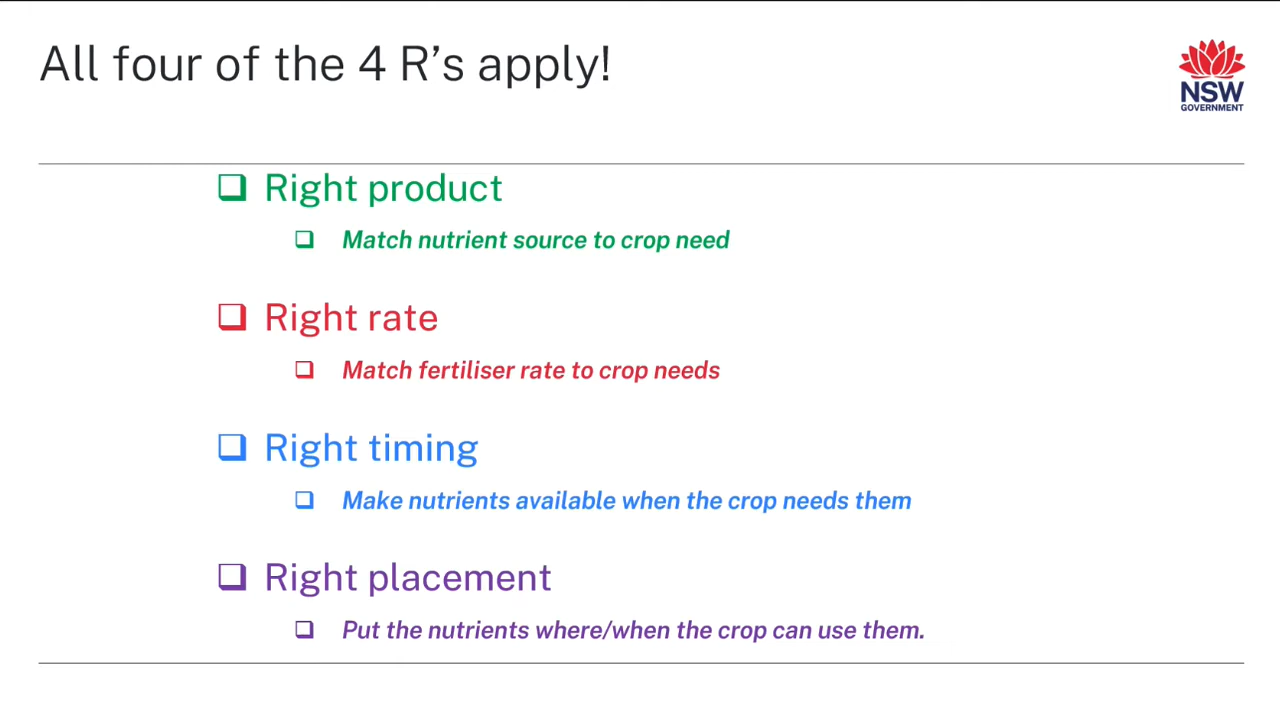 All four of the 4 R’s apply!
NSW
GOVERNMENT
Right product
Match nutrient source to crop need
Right rate
Match fertiliser rate to crop needs
Right timing
Make nutrients available when the crop needs them
Right placement
Put the nutrients where/when the crop can use them.